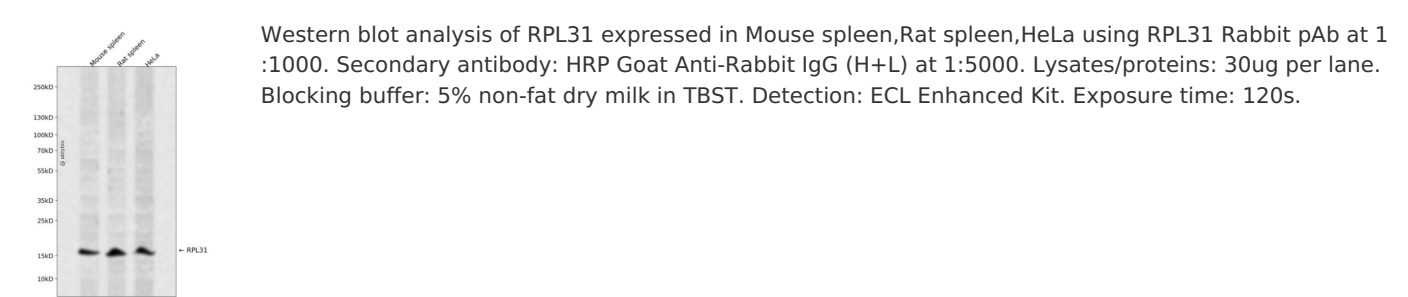 Mouse spleen
Rat spleen
HeLa
250kD
130kD
100kD
70kD
55kD
35kD
25kD
15kD
10kD
← RPL31
Western blot analysis of RPL31 expressed in Mouse spleen,Rat spleen,HeLa using RPL31 Rabbit pAb at 1
:1000. Secondary antibody: HRP Goat Anti-Rabbit IgG (H+L) at 1:5000. Lysates/proteins: 30ug per lane.
Blocking buffer: 5% non-fat dry milk in TBST. Detection: ECL Enhanced Kit. Exposure time: 120s.